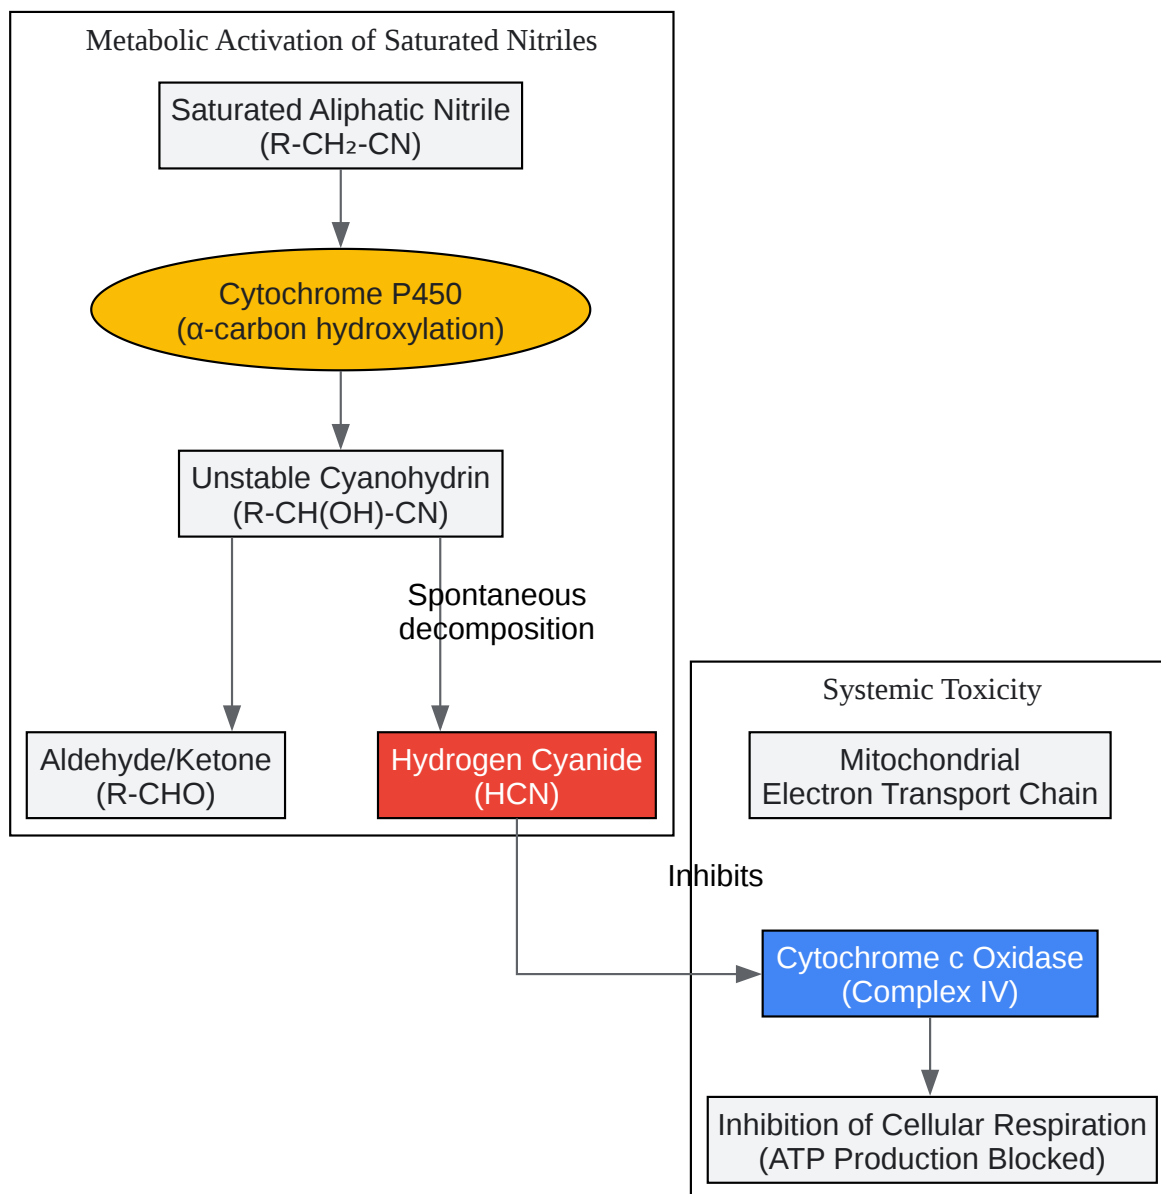 Metabolic Activation of Saturated Nitriles
Saturated Aliphatic Nitrile
(R-CH₂-CN)
Cytochrome P450
(α-carbon hydroxylation)
Unstable Cyanohydrin
(R-CH(OH)-CN)
Spontaneous
decomposition
Aldehyde/Ketone
(R-CHO)
Hydrogen Cyanide
(HCN)
Systemic Toxicity
Mitochondrial
Electron Transport Chain
Inhibits
Cytochrome c Oxidase
(Complex IV)
Inhibition of Cellular Respiration
(ATP Production Blocked)